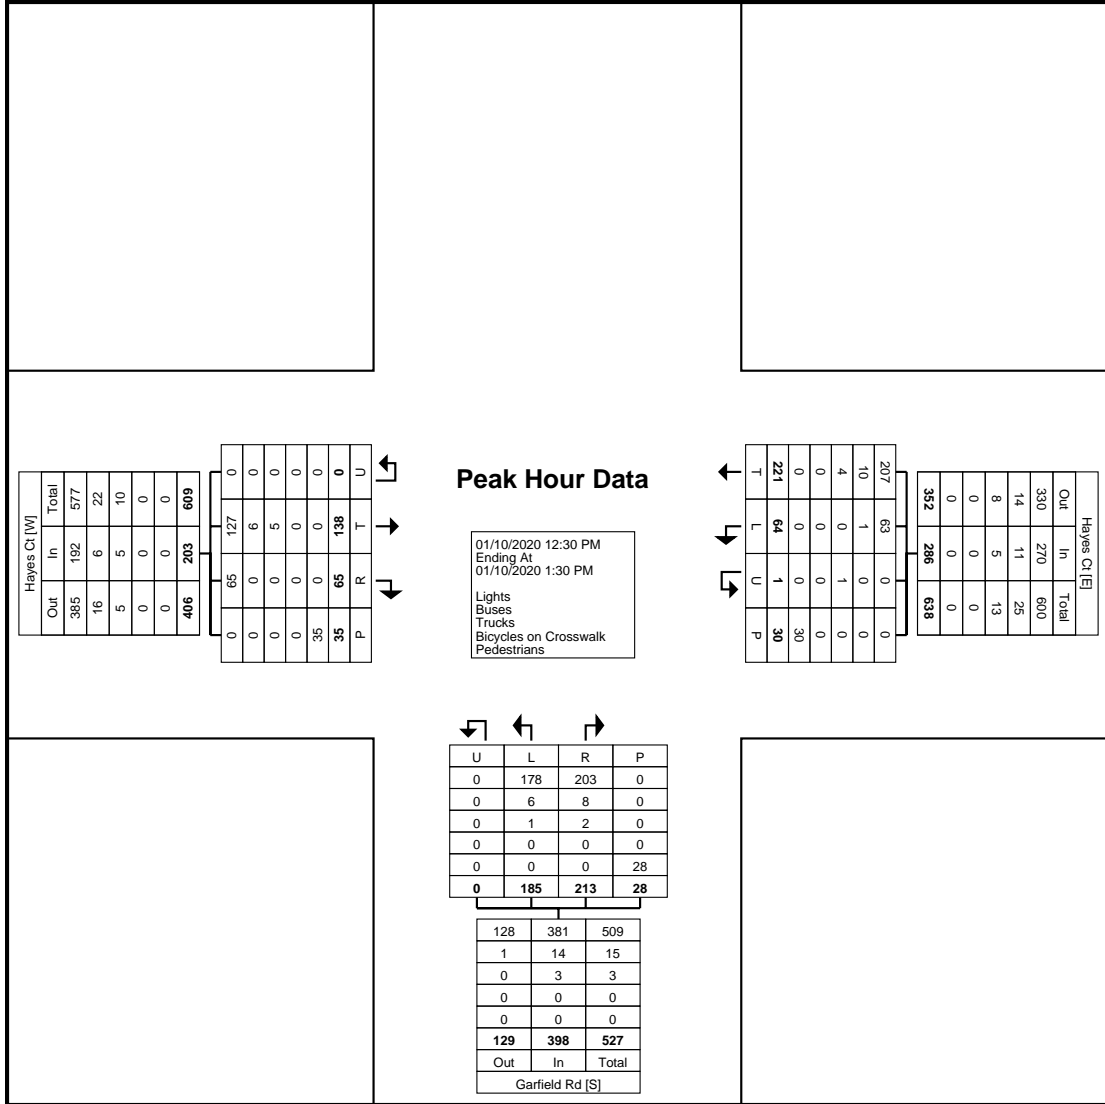 Peak Hour Data
01/10/2020 12:30 PM
Ending At
01/10/2020 1:30 PM
Lights
Buses
Trucks
Bicycles on Crosswalk
Pedestrians
Hayes Ct [W]
Total 577 22 10 0 0 609
In 192 6 5 0 0 203
Out 385 16 5 0 0 406
0 0 0 0 0 0 U
127 6 5 0 0 138 T
65 0 0 0 0 65 R
0 0 0 0 35 35 P
T 221 0 0 4 10 207
L 64 0 0 0 1 63
U 1 0 0 1 0 0
P 30 30 0 0 0 0
352 0 0 8 14 330 Out
286 0 0 5 11 270 In
638 0 0 13 25 600 Total
Hayes Ct [E]
U L R P
0 178 203 0
0 6 8 0
0 1 2 0
0 0 0 0
0 0 0 28
0 185 213 28
128 381 509
1 14 15
0 3 3
0 0 0
0 0 0
129 398 527
Out In Total
Garfield Rd [S]